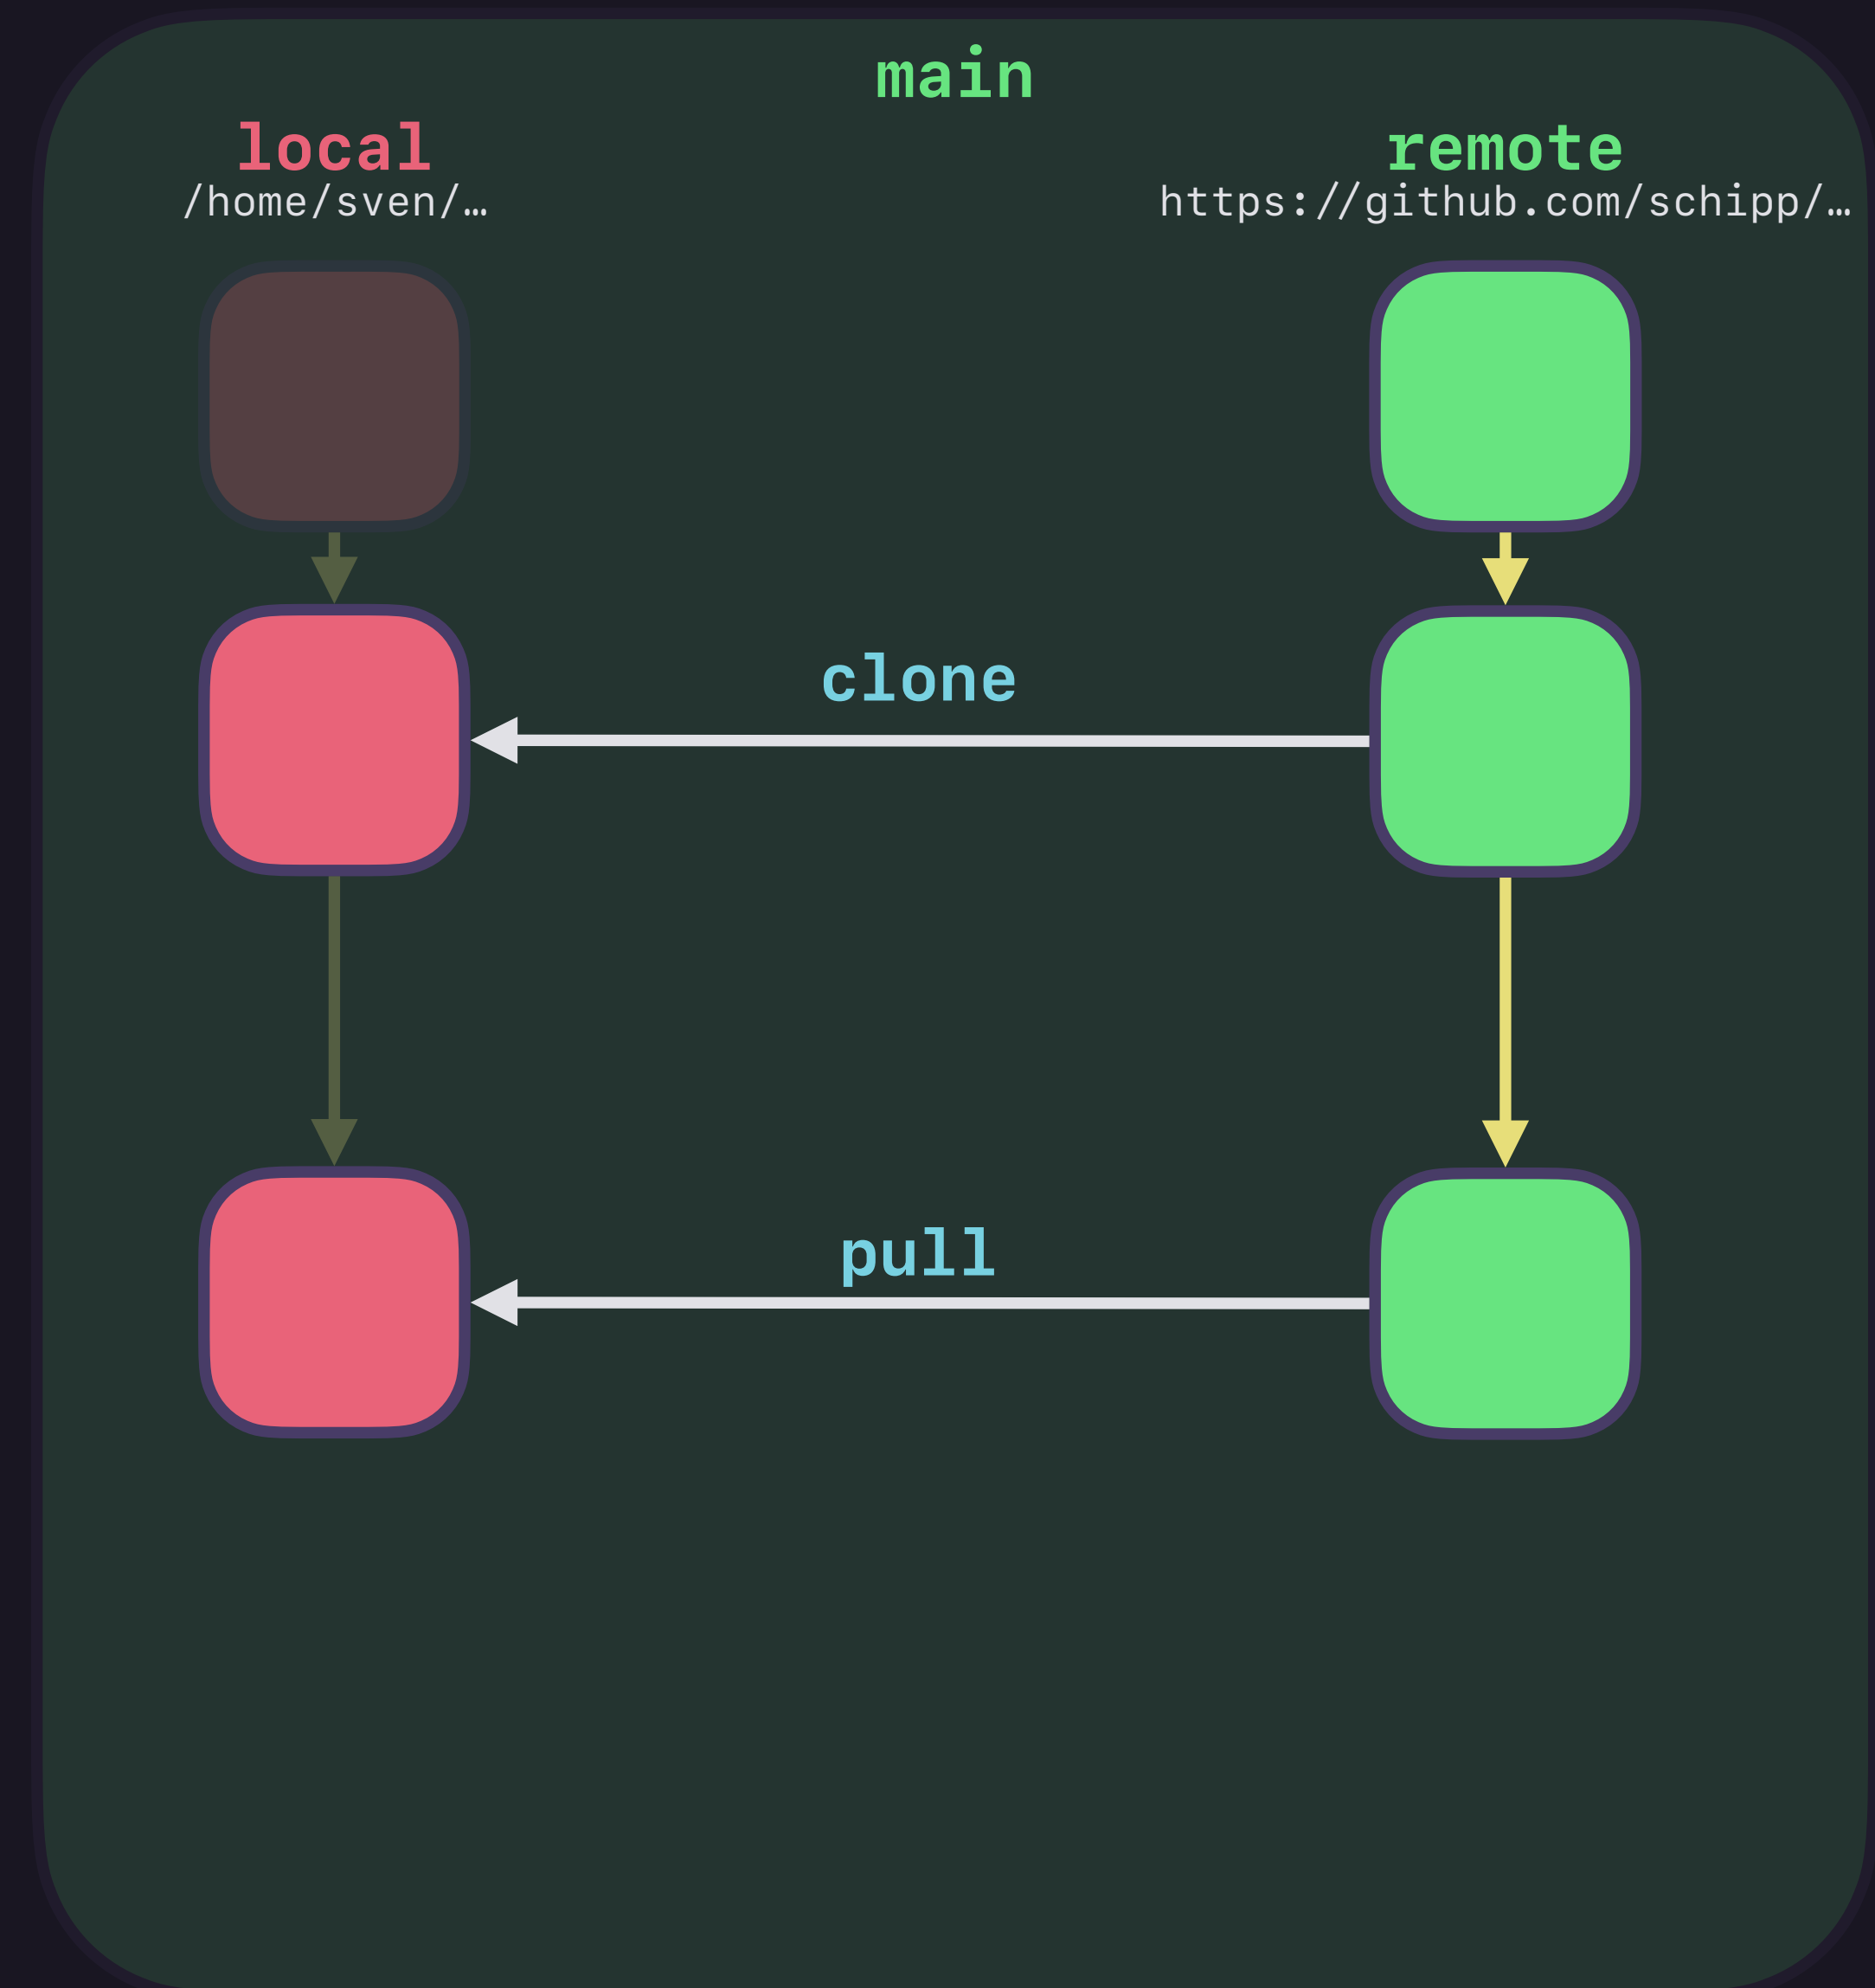 main
local
remote
/home/sven/…
https://github.com/schipp/…
clone
pull